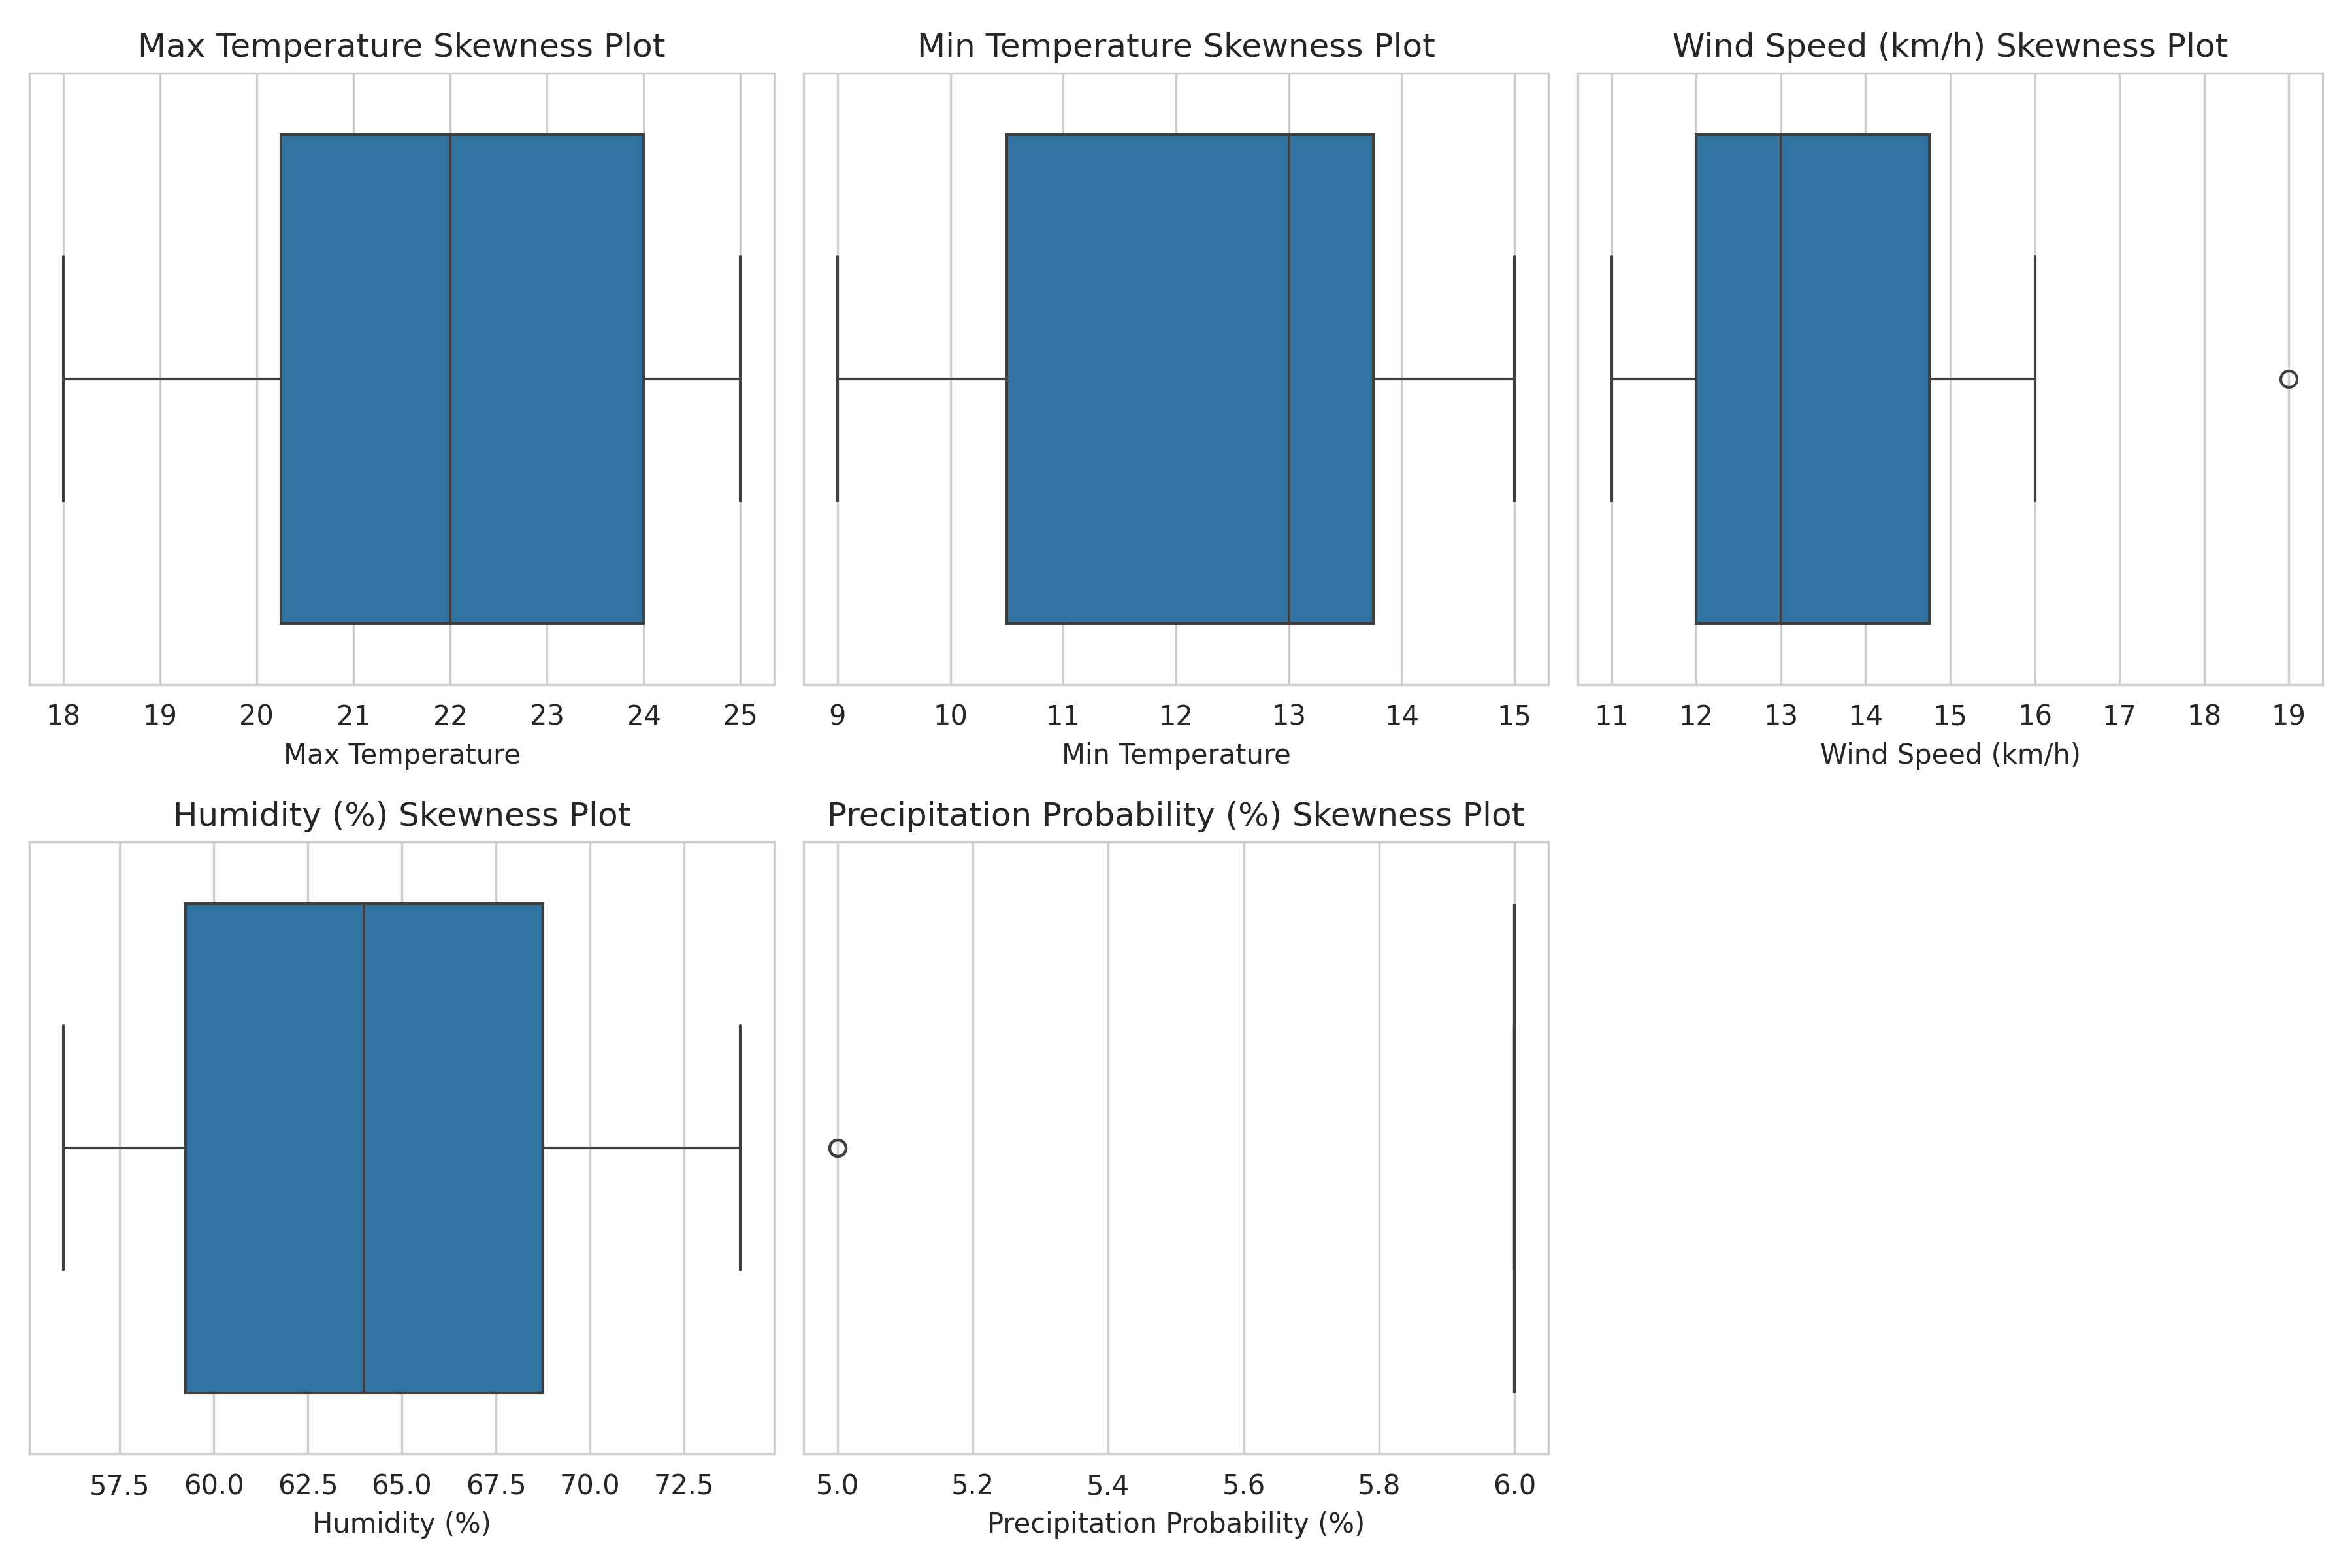 Max Temperature Skewness Plot
18 19 20 21 22 23 24 25
Max Temperature
Min Temperature Skewness Plot
9 10 11 12 13 14 15
Min Temperature
Wind Speed (km/h) Skewness Plot
11 12 13 14 15 16 17 18 19
Wind Speed (km/h)
Humidity (%) Skewness Plot
57.5 60.0 62.5 65.0 67.5 70.0 72.5
Humidity (%)
Precipitation Probability (%) Skewness Plot
5.0 5.2 5.4 5.6 5.8 6.0
Precipitation Probability (%)